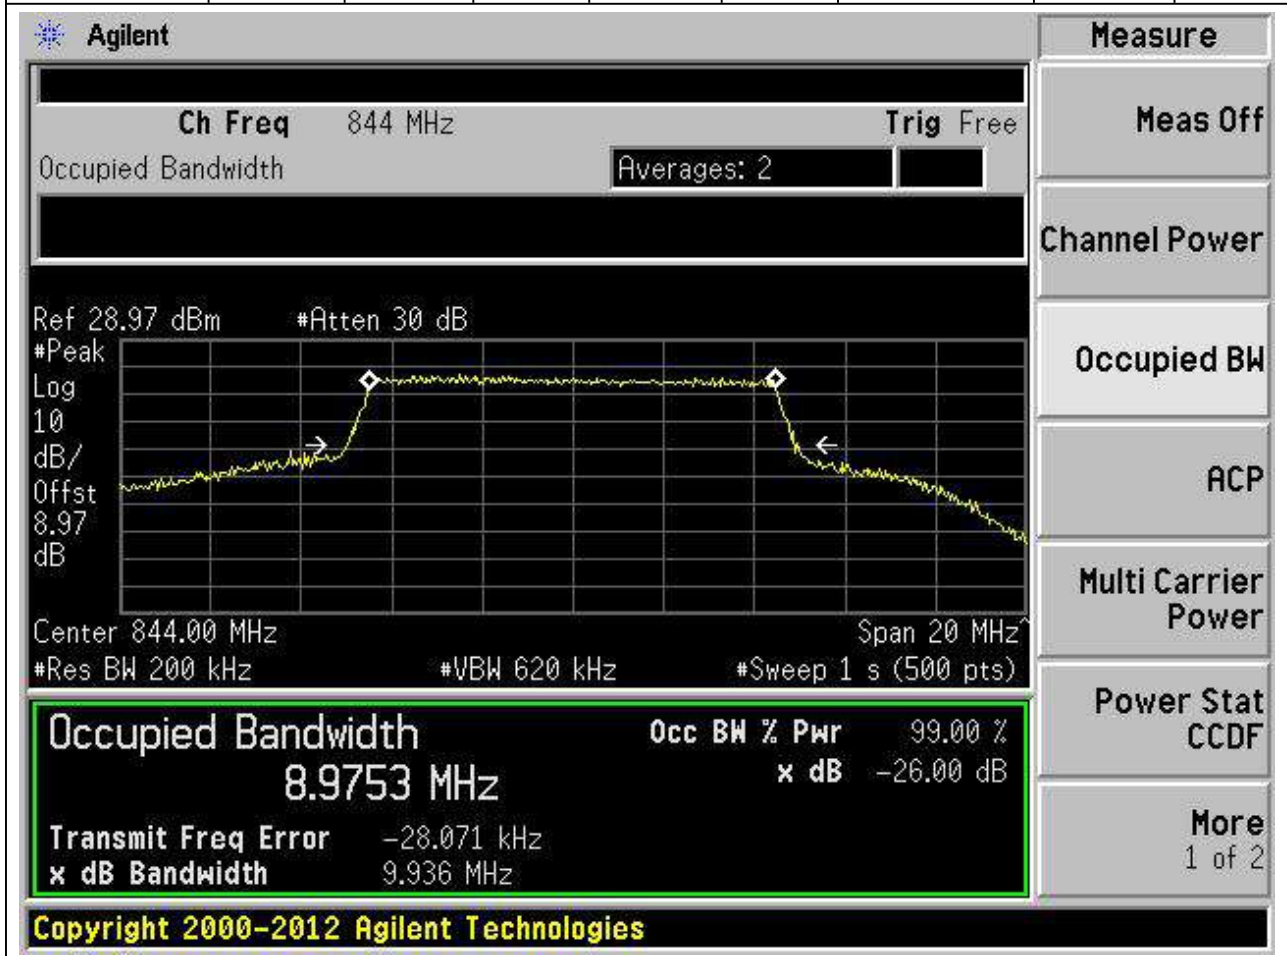 Agilent
Measure
Ch Freq 844 MHz Trig Free
Occupied Bandwidth Averages: 2
Meas Off
Channel Power
Occupied BW
ACP
Multi Carrier
Power
Power Stat
CCDF
More
1 of 2
Ref 28.97 dBm #Atten 30 dB
#Peak
Log
10
dB/
Offst
8.97
dB
Center 844.00 MHz Span 20 MHz^
#Res BW 200 kHz #VBW 620 kHz #Sweep 1 s (500 pts)
Occupied Bandwidth Occ BW % Pwr 99.00 %
8.9753 MHz x dB -26.00 dB
Transmit Freq Error -28.071 kHz
x dB Bandwidth 9.936 MHz
Copyright 2000-2012 Agilent Technologies